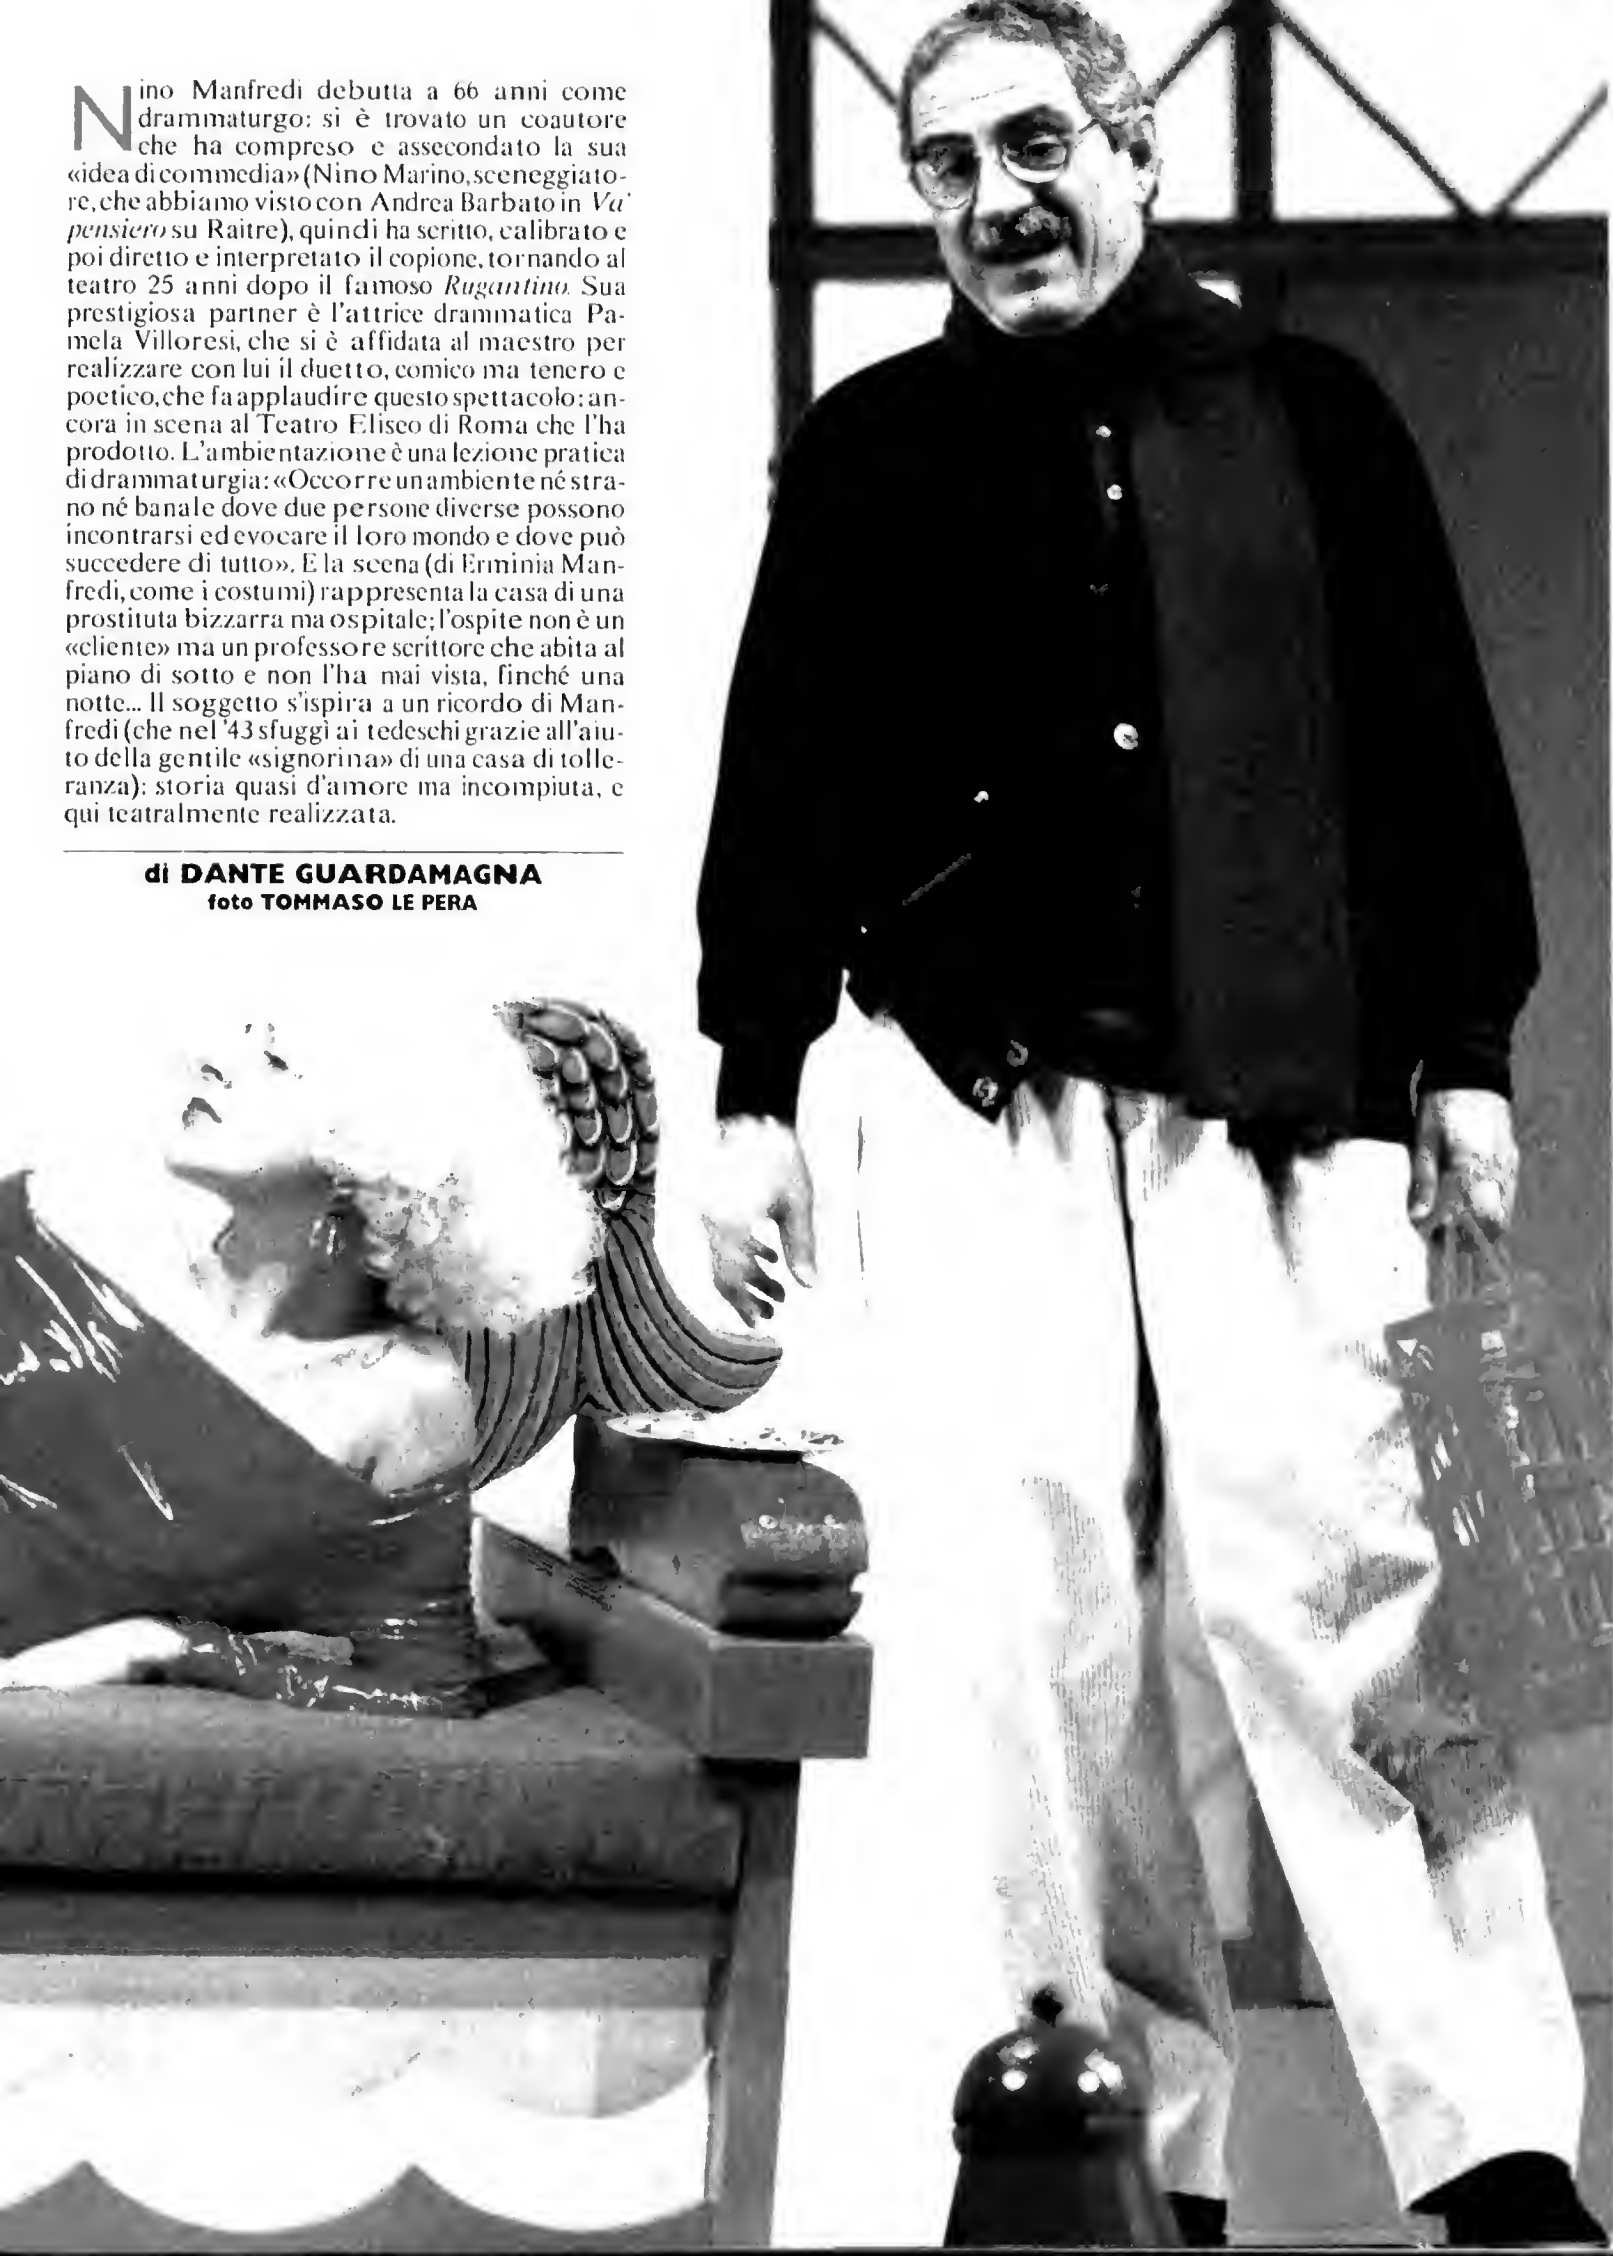 Nino Manfredi debutta a 66 anni come
drammaturgo: si è trovato un coautore
che ha compreso e assecondato la sua
«idea di commedia» (Nino Marino, sceneggiato-
re, che abbiamo visto con Andrea Barbato in Va'
pensiero su Raitre), quindi ha scritto, calibrato e
poi diretto e interpretato il copione, tornando al
teatro 25 anni dopo il famoso Rugantino. Sua
prestigiosa partner è l'attrice drammatica Pa-
mela Villoresi, che si è affidata al maestro per
realizzare con lui il duetto, comico ma tenero e
poetico, che fa applaudire questo spettacolo: an-
cora in scena al Teatro Eliseo di Roma che l'ha
prodotto. L'ambientazione è una lezione pratica
di drammaturgia: «Occorre un ambiente né stra-
no né banale dove due persone diverse possono
incontrarsi ed evocare il loro mondo e dove può
succedere di tutto». E la scena (di Erminia Man-
fredi, come i costumi) rappresenta la casa di una
prostituta bizzarra ma ospitale; l'ospite non è un
«cliente» ma un professore scrittore che abita al
piano di sotto e non l'ha mai vista, finché una
notte... Il soggetto s'ispira a un ricordo di Man-
fredi (che nel '43 sfuggì ai tedeschi grazie all'aiu-
to della gentile «signorina» di una casa di tolle-
ranza): storia quasi d'amore ma incompiuta, e
qui teatralmente realizzata.
di DANTE GUARDAMAGNA
foto TOMMASO LE PERA